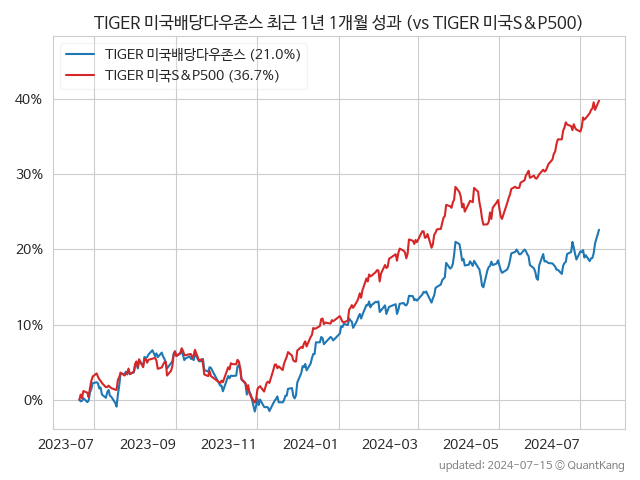 TIGER 미국배당다우존스 최근 1년 1개월 성과 (vs TIGER 미국S&P500)
TIGER 미국배당다우존스 (21.0%)
TIGER 미국S&P500 (36.7%)
40%
30%
20%
10%
0%
2023-07 2023-09 2023-11 2024-01 2024-03 2024-05 2024-07
updated: 2024-07-15 © QuantKang